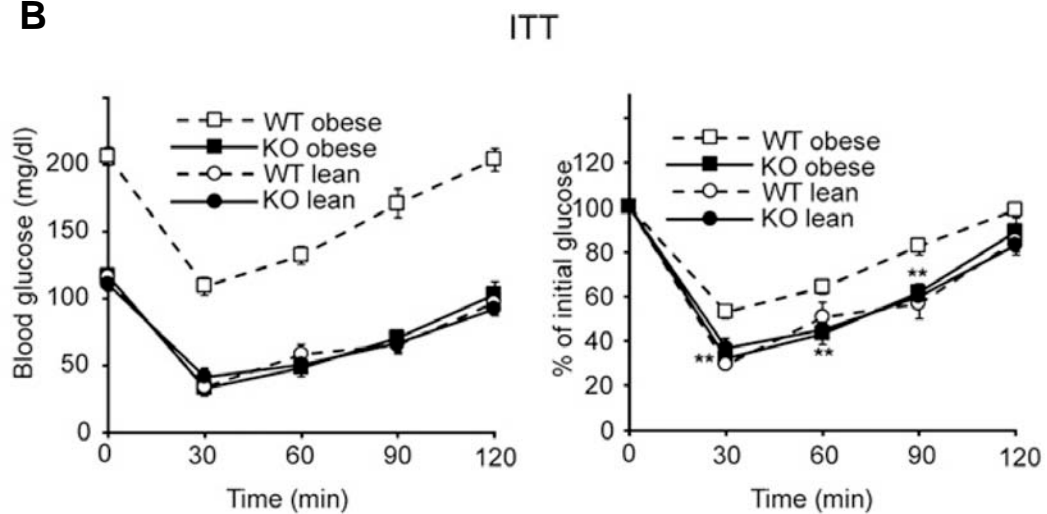 B
ITT
Blood glucose (mg/dl)
200
150
100
50
0
WT obese
KO obese
WT lean
KO lean
0 30 60 90 120
Time (min)
% of initial glucose
120
100
80
60
40
20
0
WT obese
KO obese
WT lean
KO lean
**
**
**
0 30 60 90 120
Time (min)